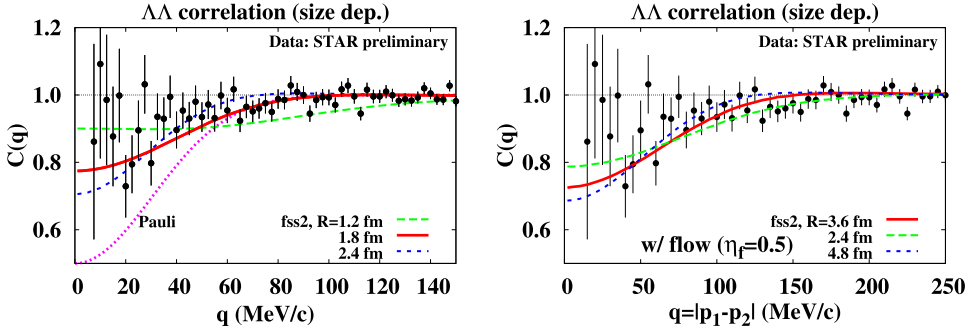 ΛΛ correlation (size dep.)
Data: STAR preliminary
1.2
1.0
0.8
0.6
C(q)
Pauli
fss2, R=1.2 fm
1.8 fm
2.4 fm
0 20 40 60 80 100 120 140
q (MeV/c)
ΛΛ correlation (size dep.)
Data: STAR preliminary
1.2
1.0
0.8
0.6
C(q)
fss2, R=3.6 fm
2.4 fm
4.8 fm
w/ flow (η_f=0.5)
0 50 100 150 200 250
q=|p_1-p_2| (MeV/c)